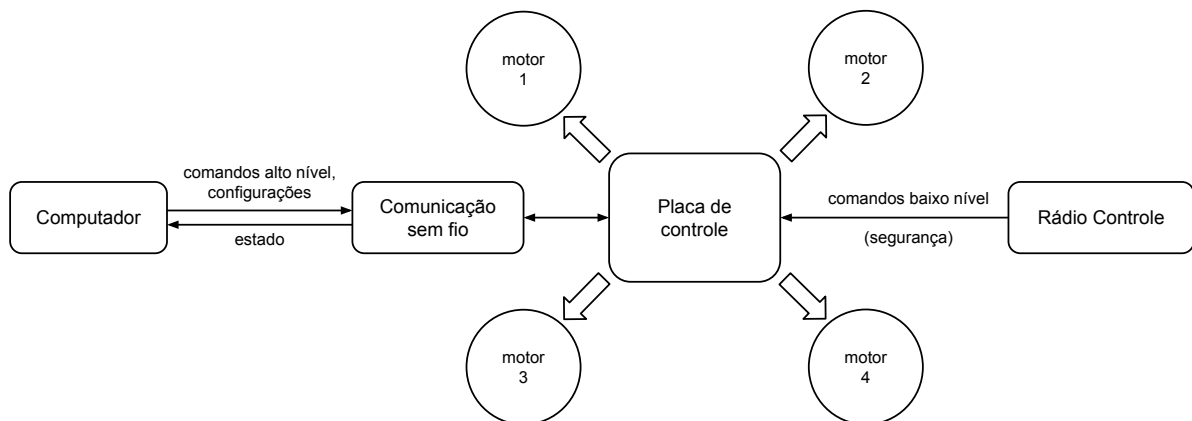 motor
1
motor
2
comandos alto nível,
configurações
Computador
estado
Comunicação
sem fio
Placa de
controle
comandos baixo nível
(segurança)
Rádio Controle
motor
3
motor
4